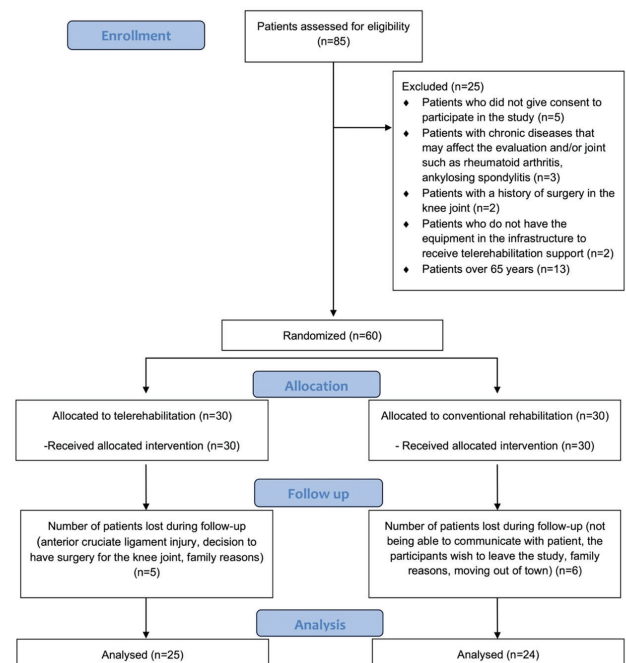 Enrollment
Patients assessed for eligibility
(n=85)
Excluded (n=25)
♦ Patients who did not give consent to
participate in the study (n=5)
♦ Patients with chronic diseases that
may affect the evaluation and/or joint
such as rheumatoid arthritis,
ankylosing spondylitis (n=3)
♦ Patients with a history of surgery in the
knee joint (n=2)
♦ Patients who do not have the
equipment in the infrastructure to
receive telerehabilitation support (n=2)
♦ Patients over 65 years (n=13)
Randomized (n=60)
Allocation
Allocated to telerehabilitation (n=30)
-Received allocated intervention (n=30)
Allocated to conventional rehabilitation (n=30)
- Received allocated intervention (n=30)
Follow up
Number of patients lost during follow-up
(anterior cruciate ligament injury, decision to
have surgery for the knee joint, family reasons)
(n=5)
Number of patients lost during follow-up (not
being able to communicate with patient, the
participants wish to leave the study, family
reasons, moving out of town) (n=6)
Analysis
Analysed (n=25)
Analysed (n=24)